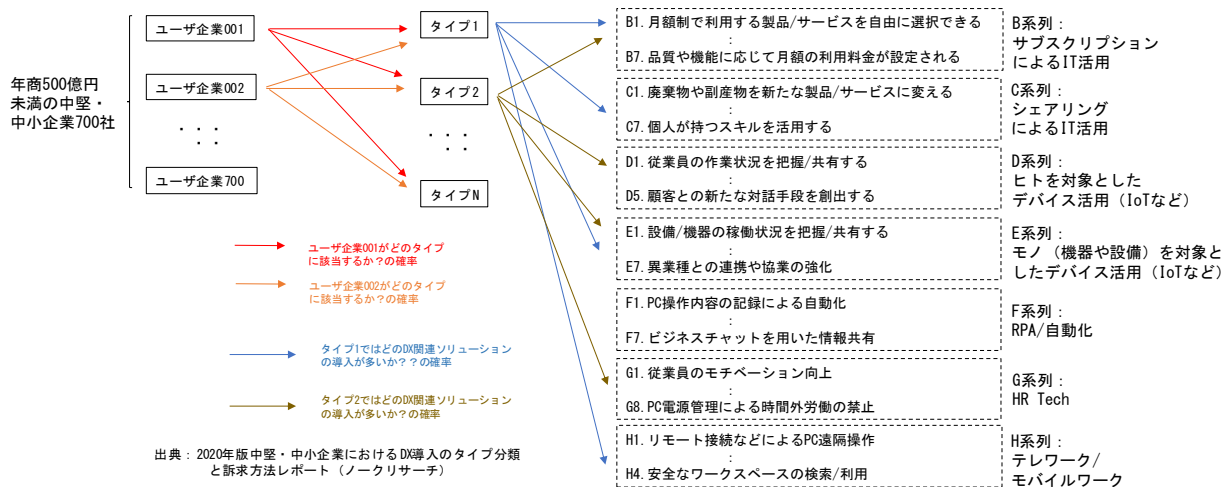 年商500億円
未満の中堅・
中小企業700社
ユーザ企業001
ユーザ企業002
・・・
・・・
ユーザ企業700
タイプ1
タイプ2
・・・
・・・
タイプN
B1.月額制で利用する製品/サービスを自由に選択できる
:
B7.品質や機能に応じて月額の利用料金が設定される
B系列:
サブスクリプション
によるIT活用
C1.廃棄物や副産物を新たな製品/サービスに変える
:
C7.個人が持つスキルを活用する
C系列:
シェアリング
によるIT活用
D1.従業員の作業状況を把握/共有する
:
D5.顧客との新たな対話手段を創出する
D系列:
ヒトを対象とした
デバイス活用(IoTなど)
E1.設備/機器の稼働状況を把握/共有する
:
E7.異業種との連携や協業の強化
E系列:
モノ(機器や設備)を対象と
したデバイス活用(IoTなど)
F1.PC操作内容の記録による自動化
:
F7.ビジネスチャットを用いた情報共有
F系列:
RPA/自動化
G1.従業員のモチベーション向上
:
G8.PC電源管理による時間外労働の禁止
G系列:
HR Tech
H1.リモート接続などによるPC遠隔操作
:
H4.安全なワークスペースの検索/利用
H系列:
テレワーク/
モバイルワーク
ユーザ企業001がどのタイプ
に該当するか?の確率
ユーザ企業002がどのタイプ
に該当するか?の確率
タイプ1ではどのDX関連ソリューション
の導入が多いか??の確率
タイプ2ではどのDX関連ソリューション
の導入が多いか?の確率
出典:2020年版中堅・中小企業におけるDX導入のタイプ分類
と訴求方法レポート(ノークリサーチ)